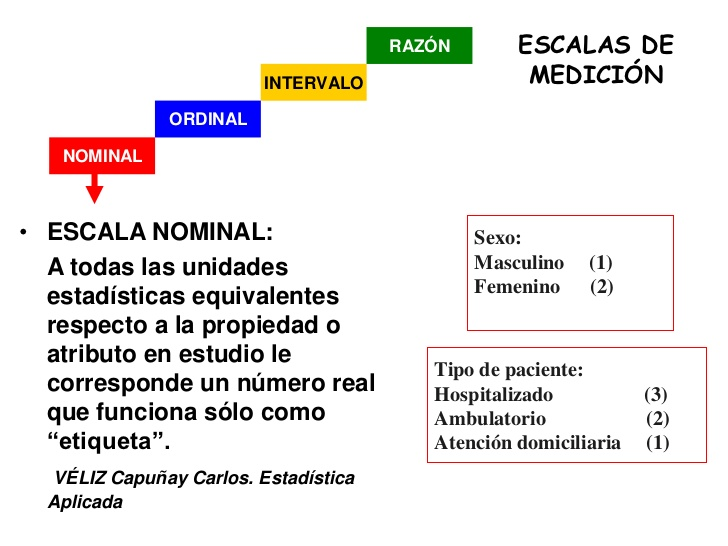 ESCALAS DE
MEDICIÓN
RAZÓN
INTERVALO
ORDINAL
NOMINAL
• ESCALA NOMINAL:
A todas las unidades
estadísticas equivalentes
respecto a la propiedad o
atributo en estudio le
corresponde un número real
que funciona sólo como
“etiqueta”.
VÉLIZ Capuñay Carlos. Estadística
Aplicada
Sexo:
Masculino (1)
Femenino (2)
Tipo de paciente:
Hospitalizado (3)
Ambulatorio (2)
Atención domiciliaria (1)